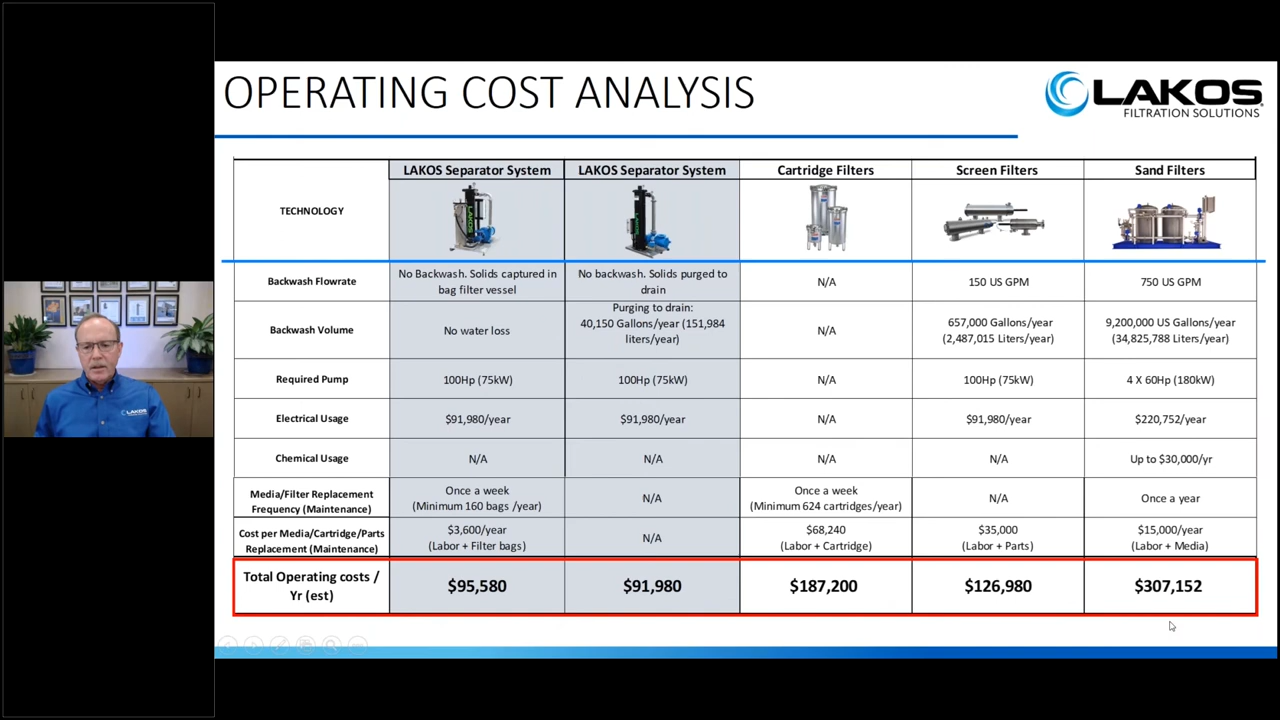 OPERATING COST ANALYSIS
LAKOS
FILTRATION SOLUTIONS
TECHNOLOGY
LAKOS Separator System
LAKOS Separator System
Cartridge Filters
Screen Filters
Sand Filters
Backwash Flowrate
No Backwash. Solids captured in
bag filter vessel
No backwash. Solids purged to
drain
N/A
150 US GPM
750 US GPM
Backwash Volume
No water loss
Purging to drain:
40,150 Gallons/year (151,984
liters/year)
N/A
657,000 Gallons/year
(2,487,015 Liters/year)
9,200,000 US Gallons/year
(34,825,788 Liters/year)
Required Pump
100Hp (75kW)
100Hp (75kW)
N/A
100Hp (75kW)
4 X 60Hp (180kW)
Electrical Usage
$91,980/year
$91,980/year
N/A
$91,980/year
$220,752/year
Chemical Usage
N/A
N/A
N/A
N/A
Up to $30,000/yr
Media/Filter Replacement
Frequency (Maintenance)
Once a week
(Minimum 160 bags /year)
N/A
Once a week
(Minimum 624 cartridges/year)
N/A
Once a year
Cost per Media/Cartridge/Parts
Replacement (Maintenance)
$3,600/year
(Labor + Filter bags)
N/A
$68,240
(Labor + Cartridge)
$35,000
(Labor + Parts)
$15,000/year
(Labor + Media)
Total Operating costs /
Yr (est)
$95,580
$91,980
$187,200
$126,980
$307,152
LAKOS